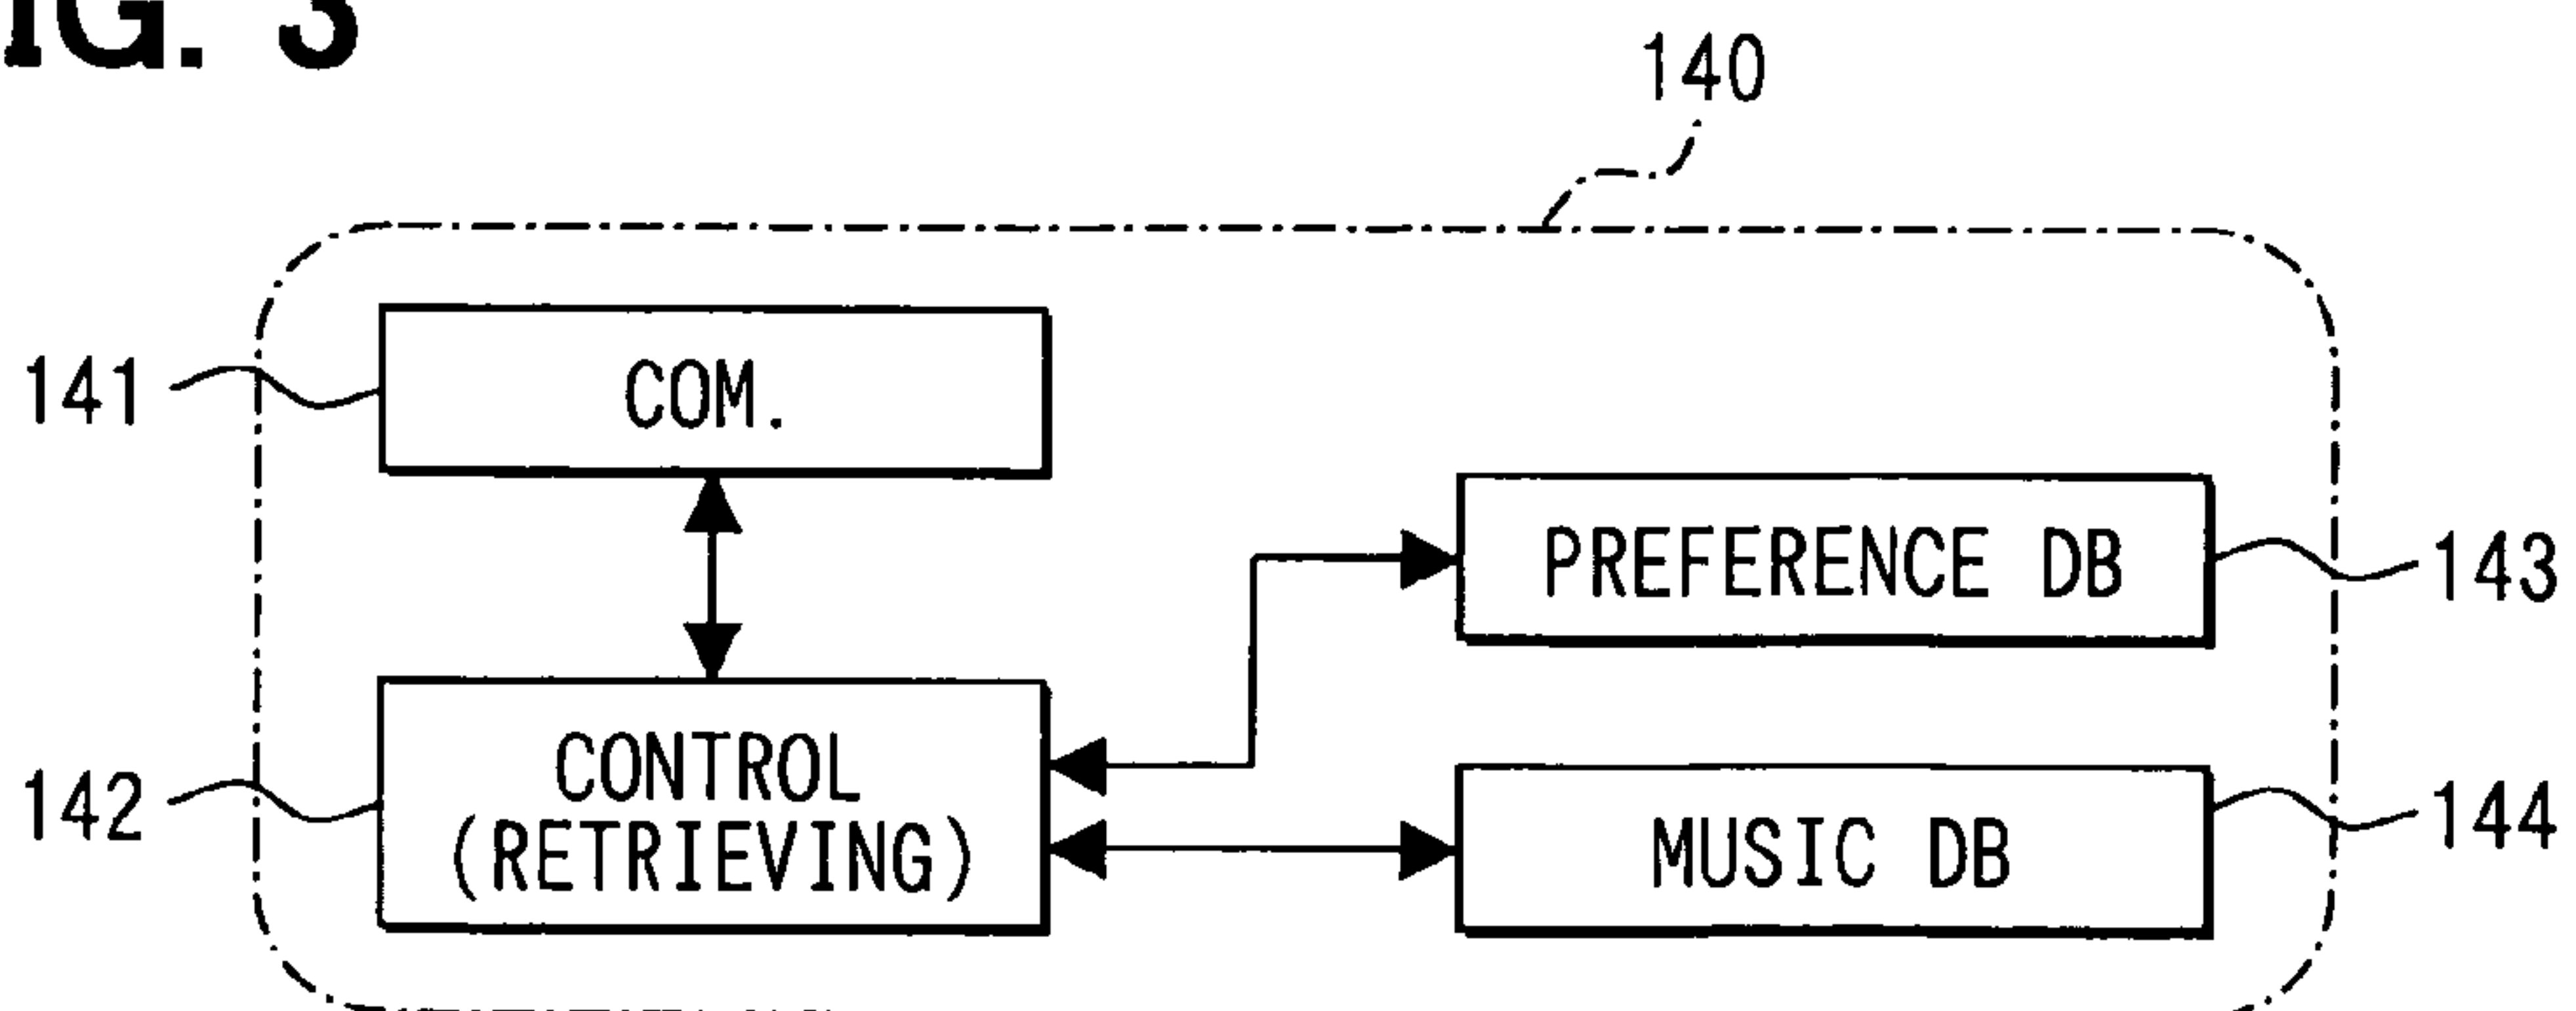 IG. 3
140
141
COM.
PREFERENCE DB
143
142
CONTROL
(RETRIEVING)
MUSIC DB
144